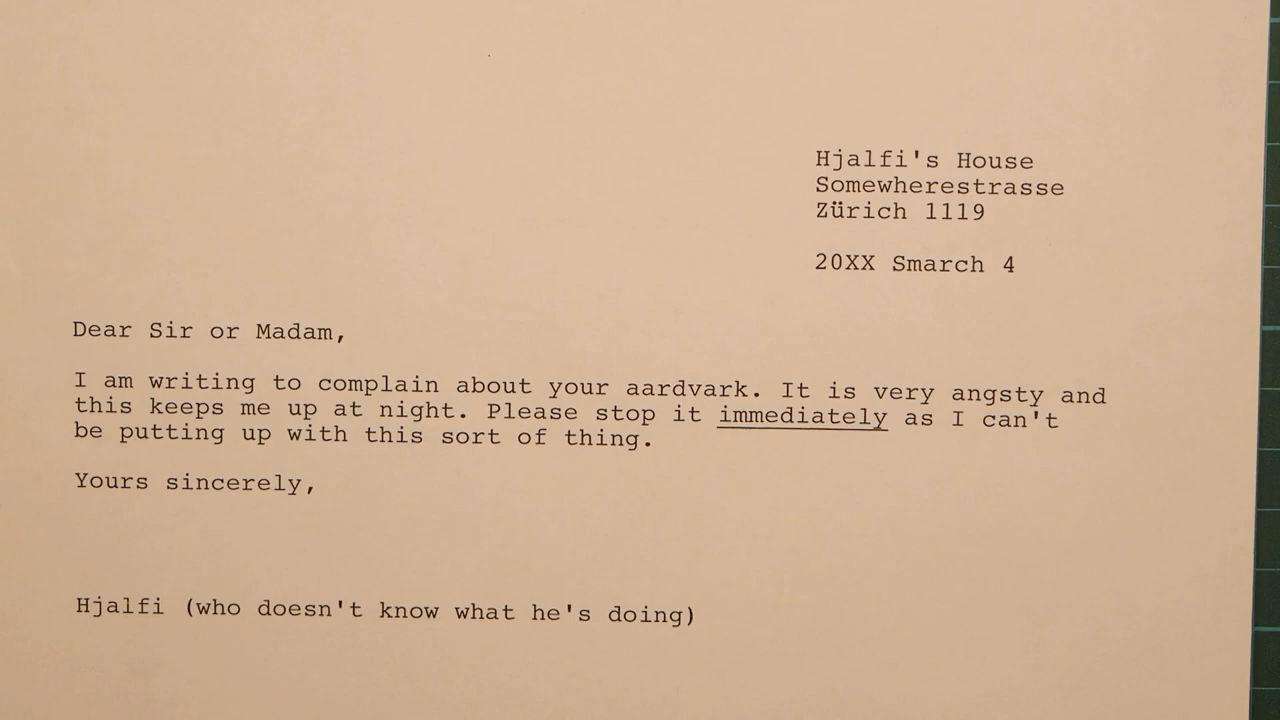 Hjalfi's House
Somewherestrasse
Zürich 1119
20XX Smarch 4
Dear Sir or Madam,
I am writing to complain about your aardvark. It is very angsty and
this keeps me up at night. Please stop it immediately as I can't
be putting up with this sort of thing.
Yours sincerely,
Hjalfi (who doesn't know what he's doing)